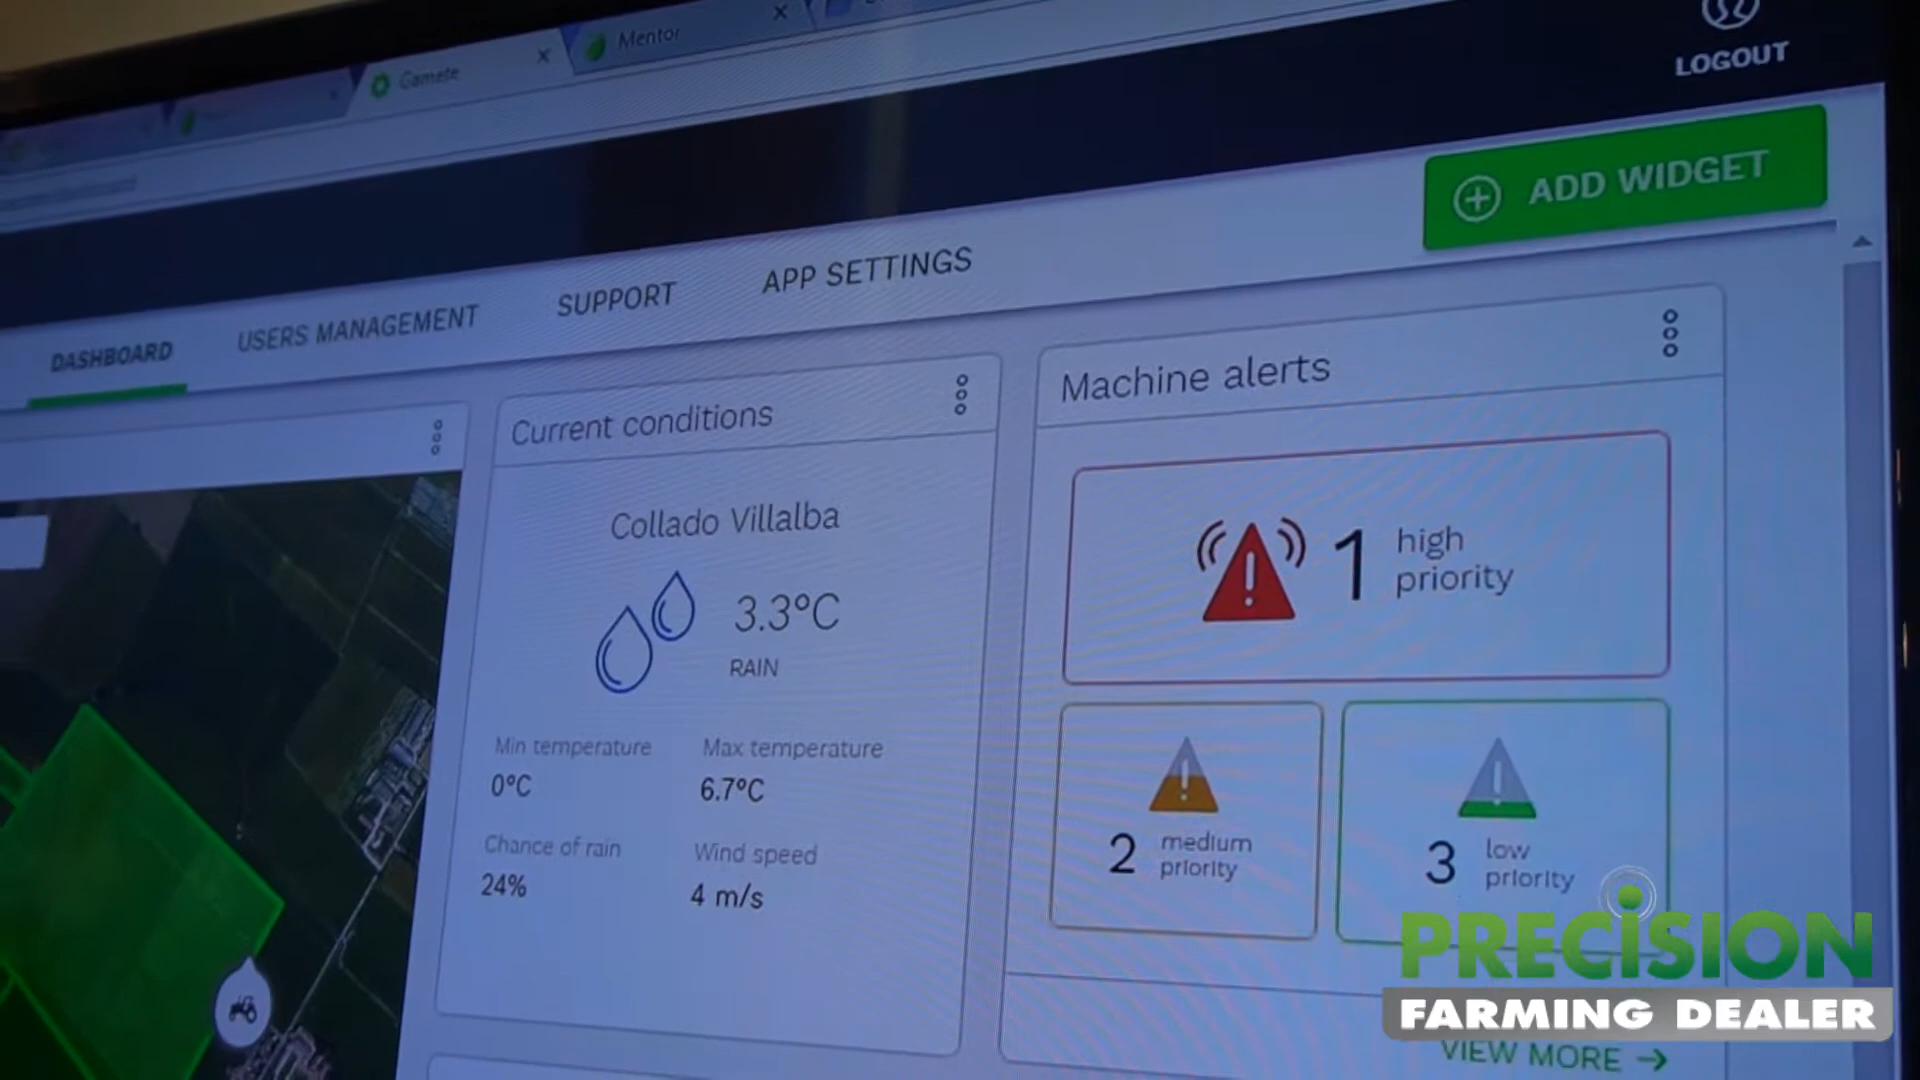 Gamete
Mentor
LOGOUT
ADD WIDGET
DASHBOARD
USERS MANAGEMENT
SUPPORT
APP SETTINGS
Current conditions
Collado Villalba
3.3°C
RAIN
Min temperature
Max temperature
0°C
6.7°C
Chance of rain
Wind speed
24%
4 m/s
Machine alerts
1 high
priority
2 medium
priority
3 low
priority
VIEW MORE →
PRECISION
FARMING DEALER